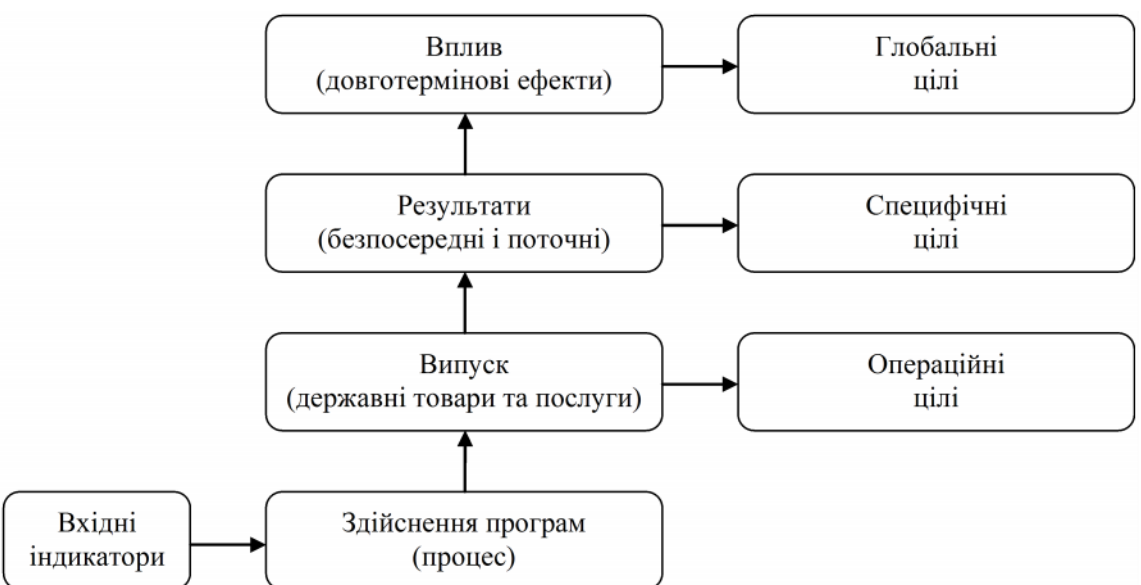 Вплив
(довготермінові ефекти)
Глобальні
цілі
Результати
(безпосередні і поточні)
Специфічні
цілі
Випуск
(державні товари та послуги)
Операційні
цілі
Вхідні
індикатори
Здійснення програм
(процес)